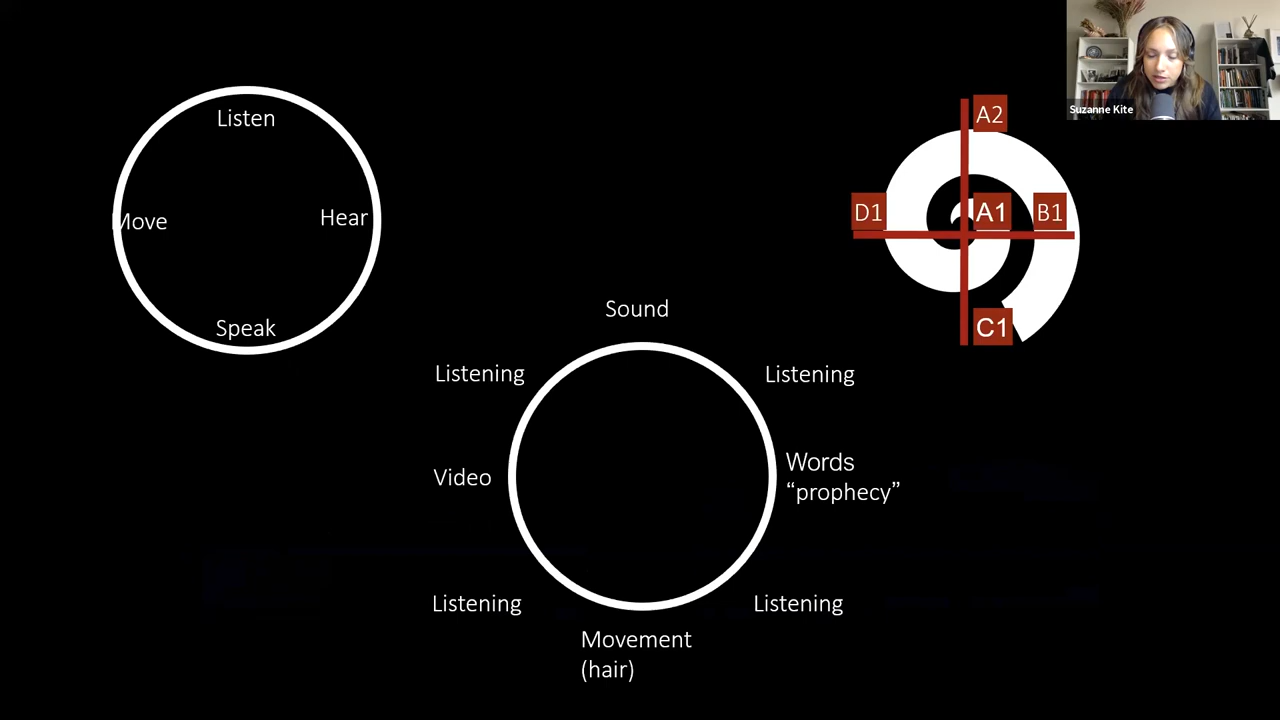 Suzanne Kite
Listen
Move
Hear
Speak
A2
D1
A1
B1
C1
Sound
Listening
Listening
Video
Words
“prophecy”
Listening
Listening
Movement
(hair)